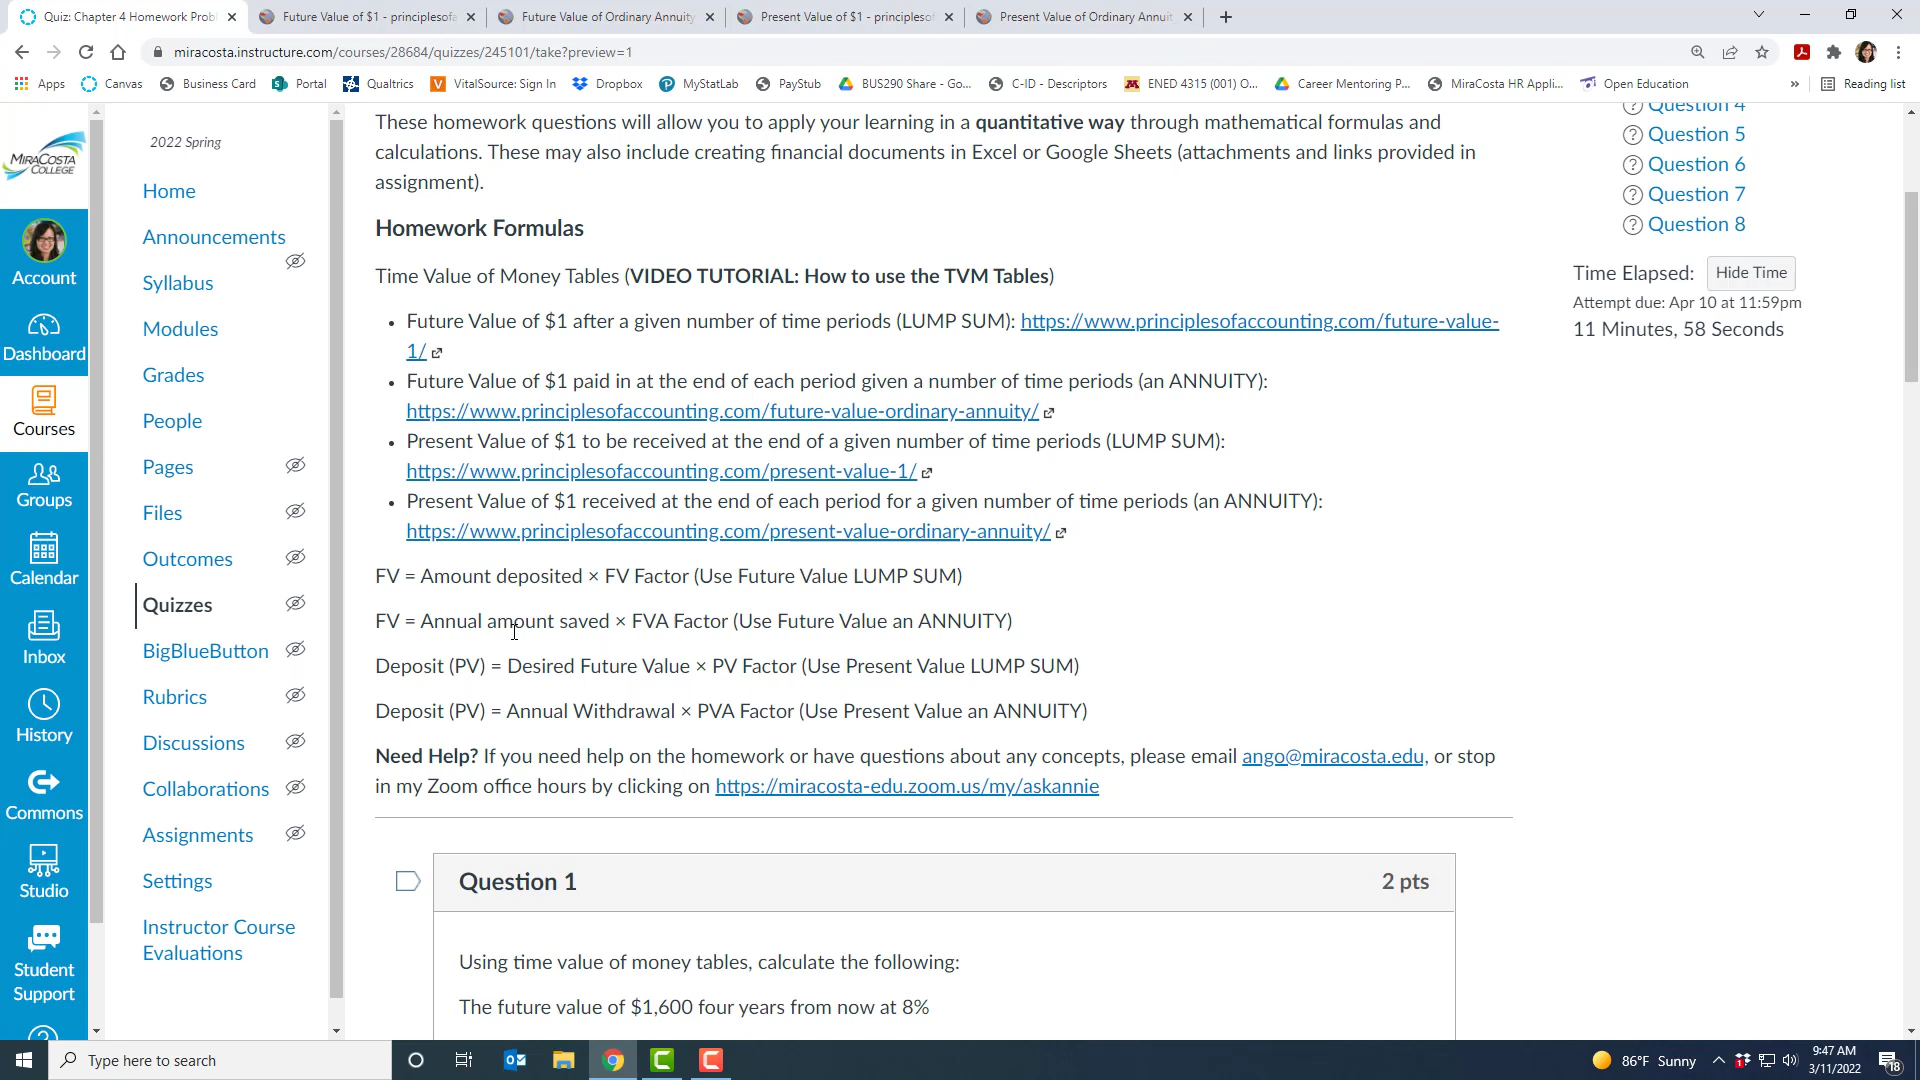 Quiz: Chapter 4 Homework Prob
Future Value of $1 - principlesofa
Future Value of Ordinary Annuity
Present Value of $1 - principlesof
Present Value of Ordinary Annuit
miracosta.instructure.com/courses/28684/quizzes/245101/take?preview=1
Apps
Canvas
Business Card
Portal
Qualtrics
VitalSource: Sign In
Dropbox
MyStatLab
PayStub
BUS290 Share - Go...
C-ID - Descriptors
ENED 4315 (001) O...
Career Mentoring P...
MiraCosta HR Appli...
Open Education
»
Reading list
MIRACOSTA
COLLEGE
Account
Dashboard
Courses
Groups
Calendar
Inbox
History
Commons
Studio
Student
Support
2022 Spring
Home
Announcements
Syllabus
Modules
Grades
People
Pages
Files
Outcomes
Quizzes
BigBlueButton
Rubrics
Discussions
Collaborations
Assignments
Settings
Instructor Course
Evaluations
These homework questions will allow you to apply your learning in a quantitative way through mathematical formulas and
calculations. These may also include creating financial documents in Excel or Google Sheets (attachments and links provided in
assignment).
Homework Formulas
Time Value of Money Tables (VIDEO TUTORIAL: How to use the TVM Tables)
• Future Value of $1 after a given number of time periods (LUMP SUM): https://www.principlesofaccounting.com/future-value-
1/
• Future Value of $1 paid in at the end of each period given a number of time periods (an ANNUITY):
https://www.principlesofaccounting.com/future-value-ordinary-annuity/
• Present Value of $1 to be received at the end of a given number of time periods (LUMP SUM):
https://www.principlesofaccounting.com/present-value-1/
• Present Value of $1 received at the end of each period for a given number of time periods (an ANNUITY):
https://www.principlesofaccounting.com/present-value-ordinary-annuity/
FV = Amount deposited × FV Factor (Use Future Value LUMP SUM)
FV = Annual amount saved × FVA Factor (Use Future Value an ANNUITY)
Deposit (PV) = Desired Future Value × PV Factor (Use Present Value LUMP SUM)
Deposit (PV) = Annual Withdrawal × PVA Factor (Use Present Value an ANNUITY)
Need Help? If you need help on the homework or have questions about any concepts, please email ango@miracosta.edu, or stop
in my Zoom office hours by clicking on https://miracosta-edu.zoom.us/my/askannie
Question 1
2 pts
Using time value of money tables, calculate the following:
The future value of $1,600 four years from now at 8%
Question 4
Question 5
Question 6
Question 7
Question 8
Time Elapsed:
Hide Time
Attempt due: Apr 10 at 11:59pm
11 Minutes, 58 Seconds
Type here to search
86°F Sunny
9:47 AM
3/11/2022
18